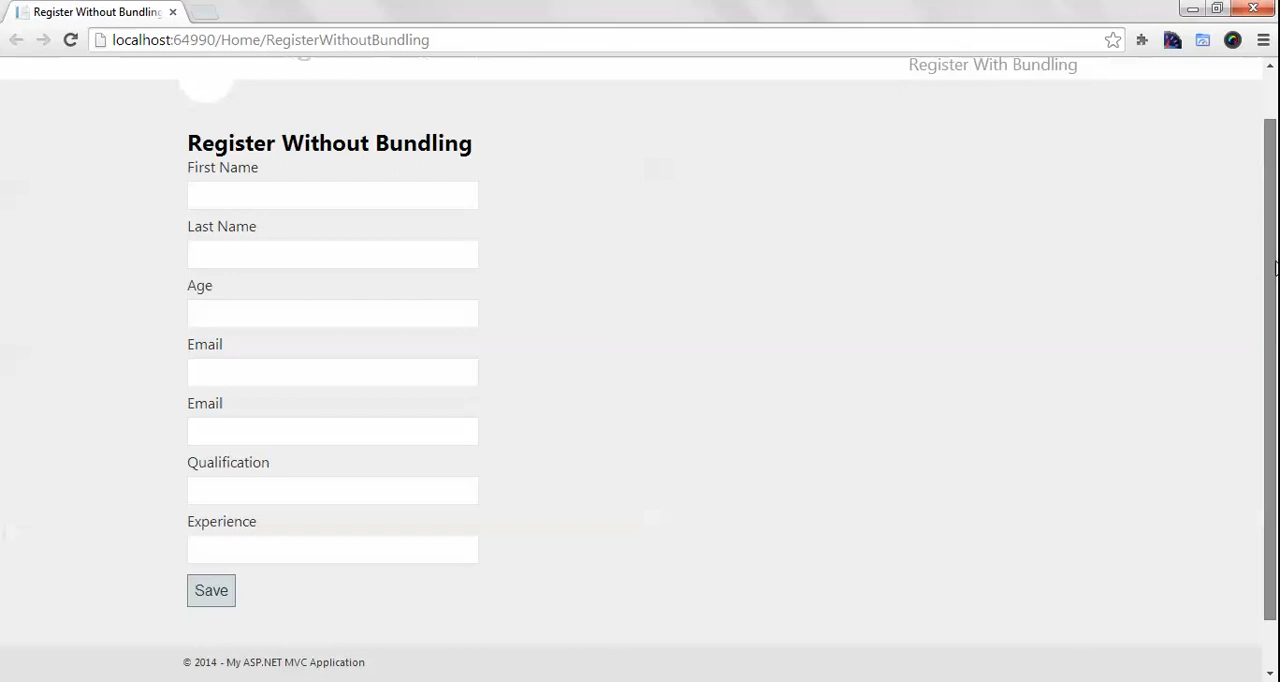 Register Without Bundling
localhost:64990/Home/RegisterWithoutBundling
Register With Bundling
Register Without Bundling
First Name
Last Name
Age
Email
Email
Qualification
Experience
Save
© 2014 - My ASP.NET MVC Application